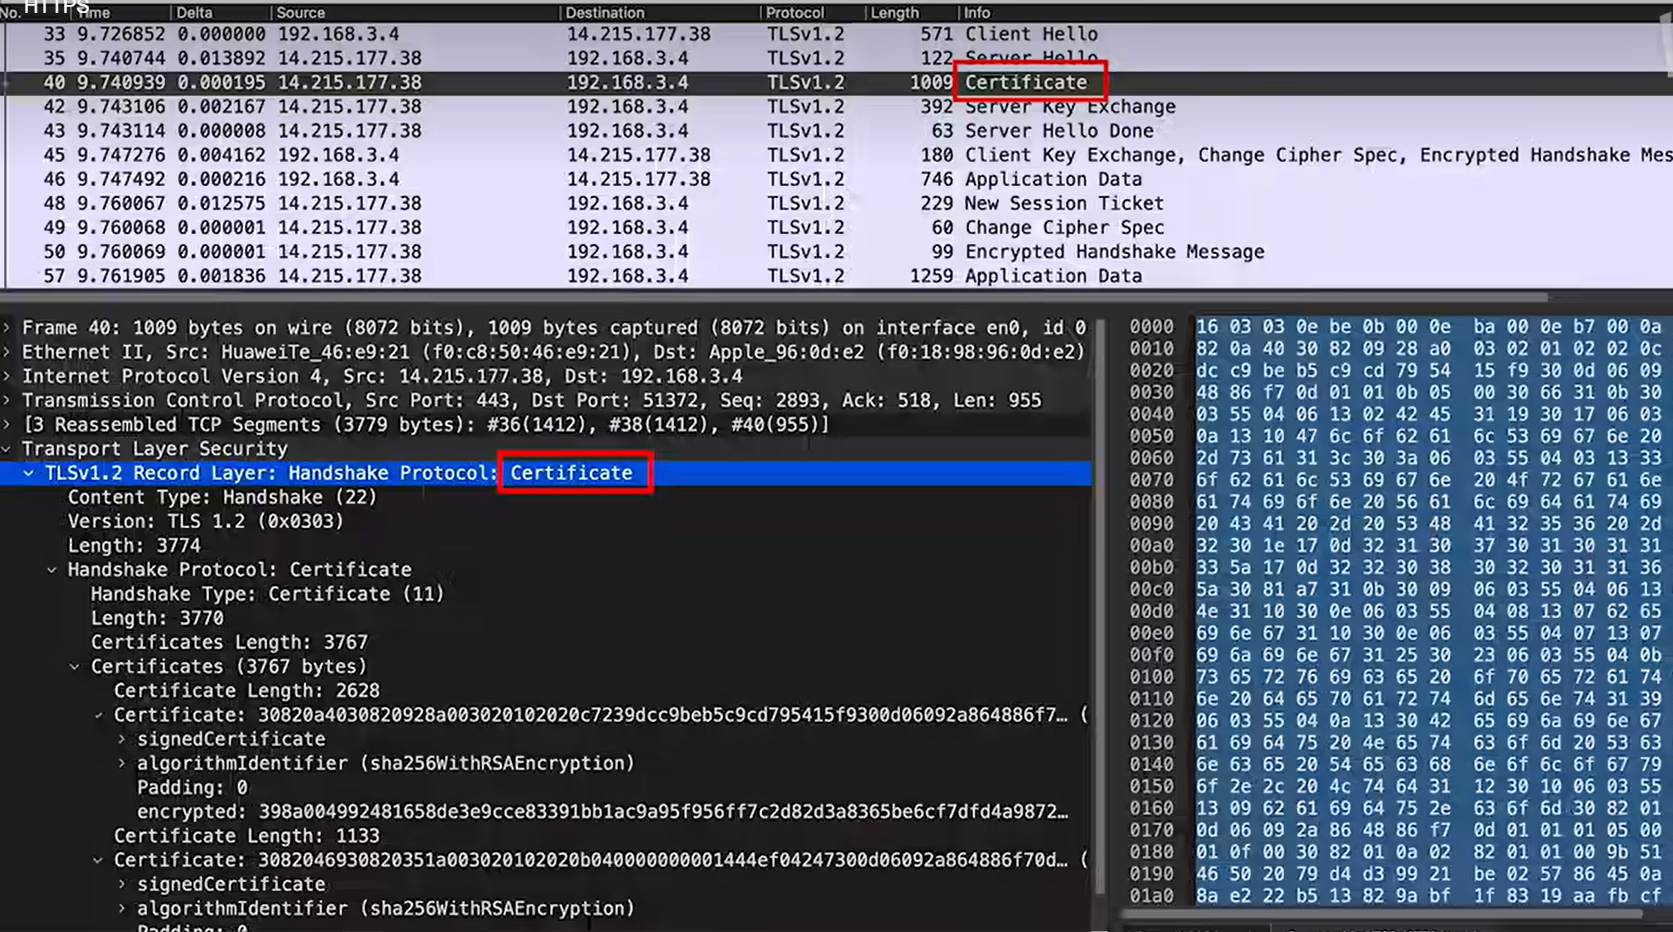 HTTPS
No. Time Delta Source Destination Protocol Length Info
33 9.726852 0.000000 192.168.3.4 14.215.177.38 TLSv1.2 571 Client Hello
35 9.740744 0.013892 14.215.177.38 192.168.3.4 TLSv1.2 122 Server Hello
40 9.740939 0.000195 14.215.177.38 192.168.3.4 TLSv1.2 1009 Certificate
42 9.743106 0.002167 14.215.177.38 192.168.3.4 TLSv1.2 392 Server Key Exchange
43 9.743114 0.000008 14.215.177.38 192.168.3.4 TLSv1.2 63 Server Hello Done
45 9.747276 0.004162 192.168.3.4 14.215.177.38 TLSv1.2 180 Client Key Exchange, Change Cipher Spec, Encrypted Handshake Mes
46 9.747492 0.000216 192.168.3.4 14.215.177.38 TLSv1.2 746 Application Data
48 9.760067 0.012575 14.215.177.38 192.168.3.4 TLSv1.2 229 New Session Ticket
49 9.760068 0.000001 14.215.177.38 192.168.3.4 TLSv1.2 60 Change Cipher Spec
50 9.760069 0.000001 14.215.177.38 192.168.3.4 TLSv1.2 99 Encrypted Handshake Message
57 9.761905 0.001836 14.215.177.38 192.168.3.4 TLSv1.2 1259 Application Data
Frame 40: 1009 bytes on wire (8072 bits), 1009 bytes captured (8072 bits) on interface en0, id 0
Ethernet II, Src: HuaweiTe_46:e9:21 (f0:c8:50:46:e9:21), Dst: Apple_96:0d:e2 (f0:18:98:96:0d:e2)
Internet Protocol Version 4, Src: 14.215.177.38, Dst: 192.168.3.4
Transmission Control Protocol, Src Port: 443, Dst Port: 51372, Seq: 2893, Ack: 518, Len: 955
[3 Reassembled TCP Segments (3779 bytes): #36(1412), #38(1412), #40(955)]
Transport Layer Security
TLSv1.2 Record Layer: Handshake Protocol: Certificate
Content Type: Handshake (22)
Version: TLS 1.2 (0x0303)
Length: 3774
Handshake Protocol: Certificate
Handshake Type: Certificate (11)
Length: 3770
Certificates Length: 3767
Certificates (3767 bytes)
Certificate Length: 2628
Certificate: 30820a4030820928a003020102020c7239dcc9beb5c9cd795415f9300d06092a864886f7… (
signedCertificate
algorithmIdentifier (sha256WithRSAEncryption)
Padding: 0
encrypted: 398a004992481658de3e9cce83391bb1ac9a95f956ff7c2d82d3a8365be6cf7dfd4a9872…
Certificate Length: 1133
Certificate: 3082046930820351a003020102020b040000000001444ef04247300d06092a864886f70d… (
signedCertificate
algorithmIdentifier (sha256WithRSAEncryption)
Padding: 0
0000 16 03 03 0e be 0b 00 0e ba 00 0e b7 00 0a
0010 82 0a 40 30 82 09 28 a0 03 02 01 02 02 0c
0020 dc c9 be b5 c9 cd 79 54 15 f9 30 0d 06 09
0030 48 86 f7 0d 01 01 0b 05 00 30 66 31 0b 30
0040 03 55 04 06 13 02 42 45 31 19 30 17 06 03
0050 0a 13 10 47 6c 6f 62 61 6c 53 69 67 6e 20
0060 2d 73 61 31 3c 30 3a 06 03 55 04 03 13 33
0070 6f 62 61 6c 53 69 67 6e 20 4f 72 67 61 6e
0080 61 74 69 6f 6e 20 56 61 6c 69 64 61 74 69
0090 20 43 41 20 2d 20 53 48 41 32 35 36 20 2d
00a0 32 30 1e 17 0d 32 31 30 37 30 31 30 31 31
00b0 33 5a 17 0d 32 32 30 38 30 32 30 31 31 36
00c0 5a 30 81 a7 31 0b 30 09 06 03 55 04 06 13
00d0 4e 31 10 30 0e 06 03 55 04 08 13 07 62 65
00e0 69 6e 67 31 10 30 0e 06 03 55 04 07 13 07
00f0 69 6a 69 6e 67 31 25 30 23 06 03 55 04 0b
0100 73 65 72 76 69 63 65 20 6f 70 65 72 61 74
0110 6e 20 64 65 70 61 72 74 6d 65 6e 74 31 39
0120 06 03 55 04 0a 13 30 42 65 69 6a 69 6e 67
0130 61 69 64 75 20 4e 65 74 63 6f 6d 20 53 63
0140 6e 63 65 20 54 65 63 68 6e 6f 6c 6f 67 79
0150 6f 2e 2c 20 4c 74 64 31 12 30 10 06 03 55
0160 13 09 62 61 69 64 75 2e 63 6f 6d 30 82 01
0170 0d 06 09 2a 86 48 86 f7 0d 01 01 01 05 00
0180 01 0f 00 30 82 01 0a 02 82 01 01 00 9b 51
0190 46 50 20 79 d4 d3 99 21 be 02 57 86 45 0a
01a0 8a e2 22 b5 13 82 9a bf 1f 83 19 aa fb cf